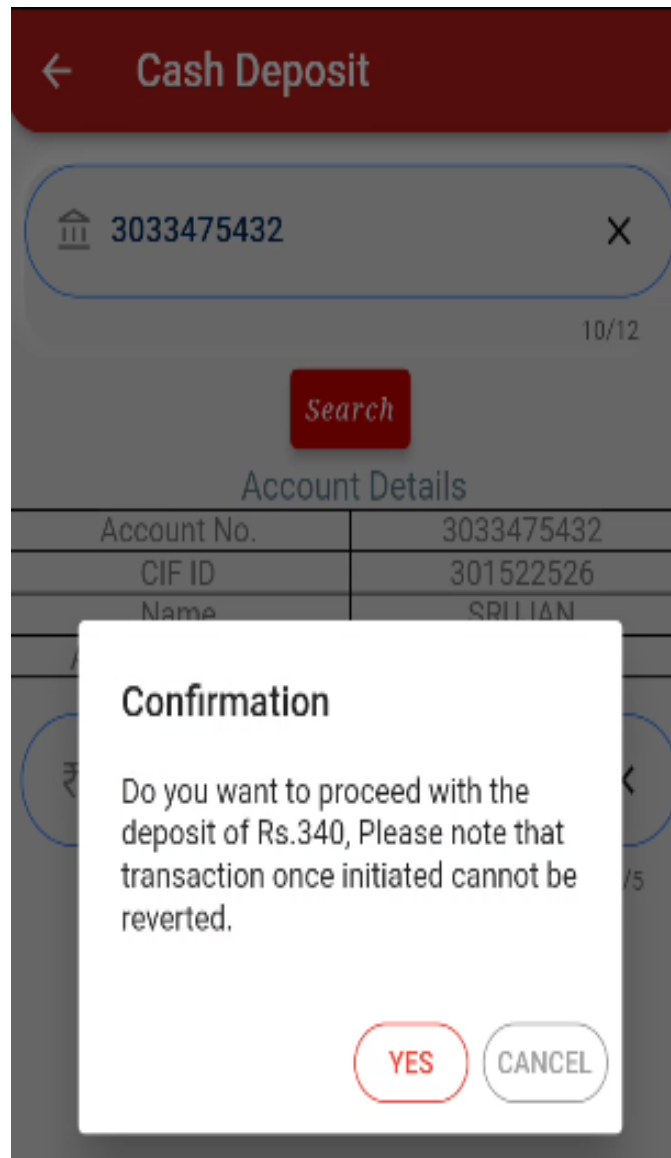 Cash Deposit
3033475432
10/12
Search
Account Details
Account No. 3033475432
CIF ID 301522526
Name SRUJAN
Confirmation
Do you want to proceed with the
deposit of Rs.340, Please note that
transaction once initiated cannot be
reverted.
/5
YES CANCEL